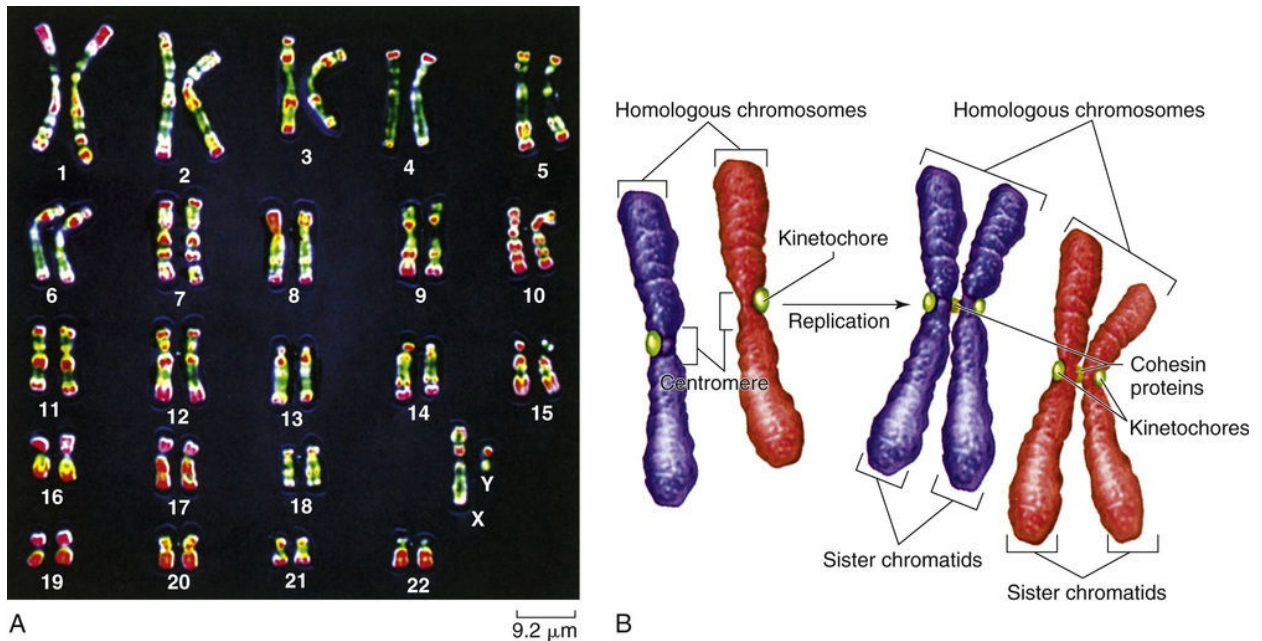 1
2
3
4
5
6
7
8
9
10
11
12
13
14
15
16
17
18
Y
X
19
20
21
22
A
9.2 μm
Homologous chromosomes
Homologous chromosomes
Kinetochore
Replication
Centromere
Cohesin
proteins
Kinetochores
Sister chromatids
Sister chromatids
B